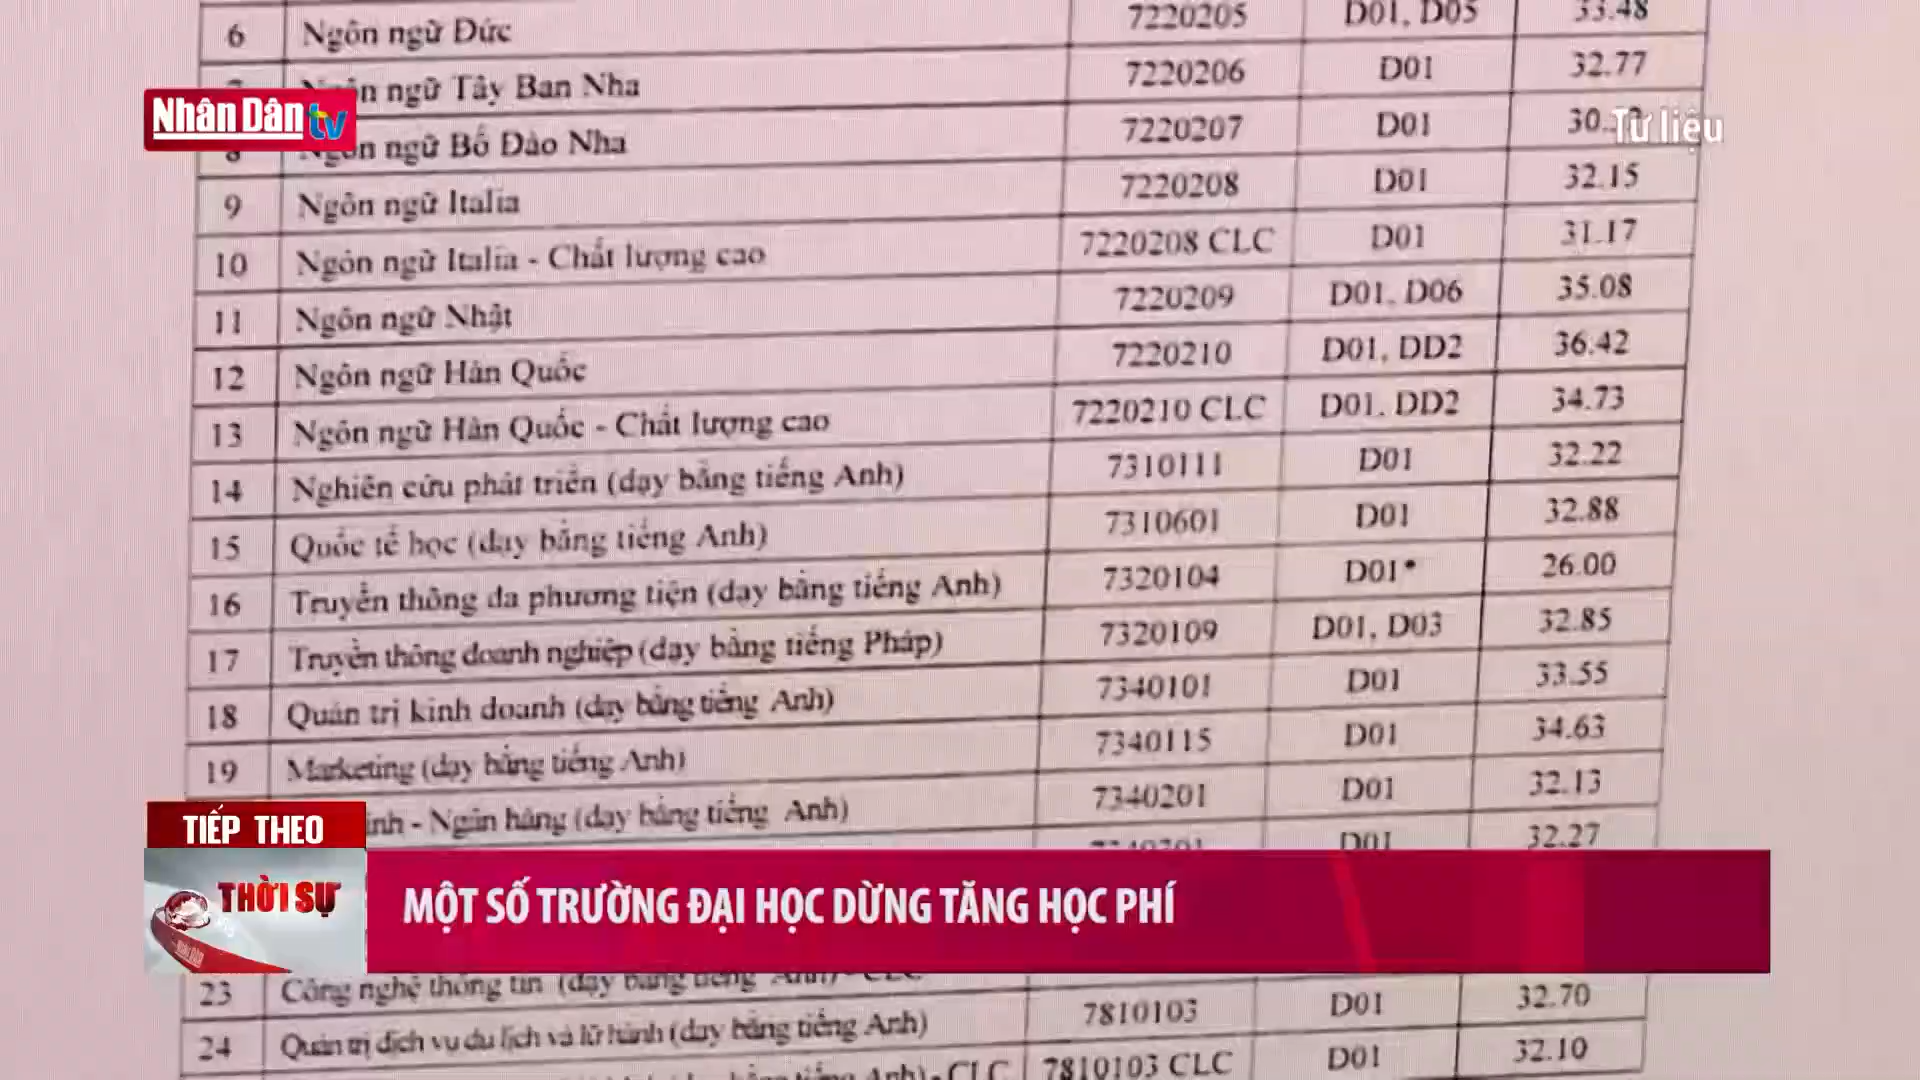 6 Ngôn ngữ Đức 7220205 D01, D05 33.48
ngữ Tây Ban Nha 7220206 D01 32.77
Nhân Dân tv
8 ngữ Bồ Đào Nha 7220207 D01
Tư liệu
9 Ngôn ngữ Italia 7220208 D01 32.15
10 Ngôn ngữ Italia - Chất lượng cao 7220208 CLC D01 31.17
11 Ngôn ngữ Nhật 7220209 D01, D06 35.08
12 Ngôn ngữ Hàn Quốc 7220210 D01, DD2 36.42
13 Ngôn ngữ Hàn Quốc - Chất lượng cao 7220210 CLC D01, DD2 34.73
14 Nghiên cứu phát triển (dạy bằng tiếng Anh) 7310111 D01 32.22
15 Quốc tế học (dạy bằng tiếng Anh) 7310601 D01 32.88
16 Truyền thông đa phương tiện (dạy bằng tiếng Anh) 7320104 D01* 26.00
17 Truyền thông doanh nghiệp (dạy bằng tiếng Pháp) 7320109 D01, D03 32.85
18 Quản trị kinh doanh (dạy bằng tiếng Anh) 7340101 D01 33.55
19 Marketing (dạy bằng tiếng Anh) 7340115 D01 34.63
- Ngân hàng (dạy bằng tiếng Anh) 7340201 D01 32.13
D01 32.27
TIẾP THEO
THỜI SỰ
MỘT SỐ TRƯỜNG ĐẠI HỌC DỪNG TĂNG HỌC PHÍ
23 Công nghệ thông tin (dạy bằng tiếng Anh) - CLC
24 Quản trị dịch vụ du lịch và lữ hành (dạy bằng tiếng Anh) 7810103 D01 32.70
tiếng Anh) - CLC 7810103 CLC D01 32.10